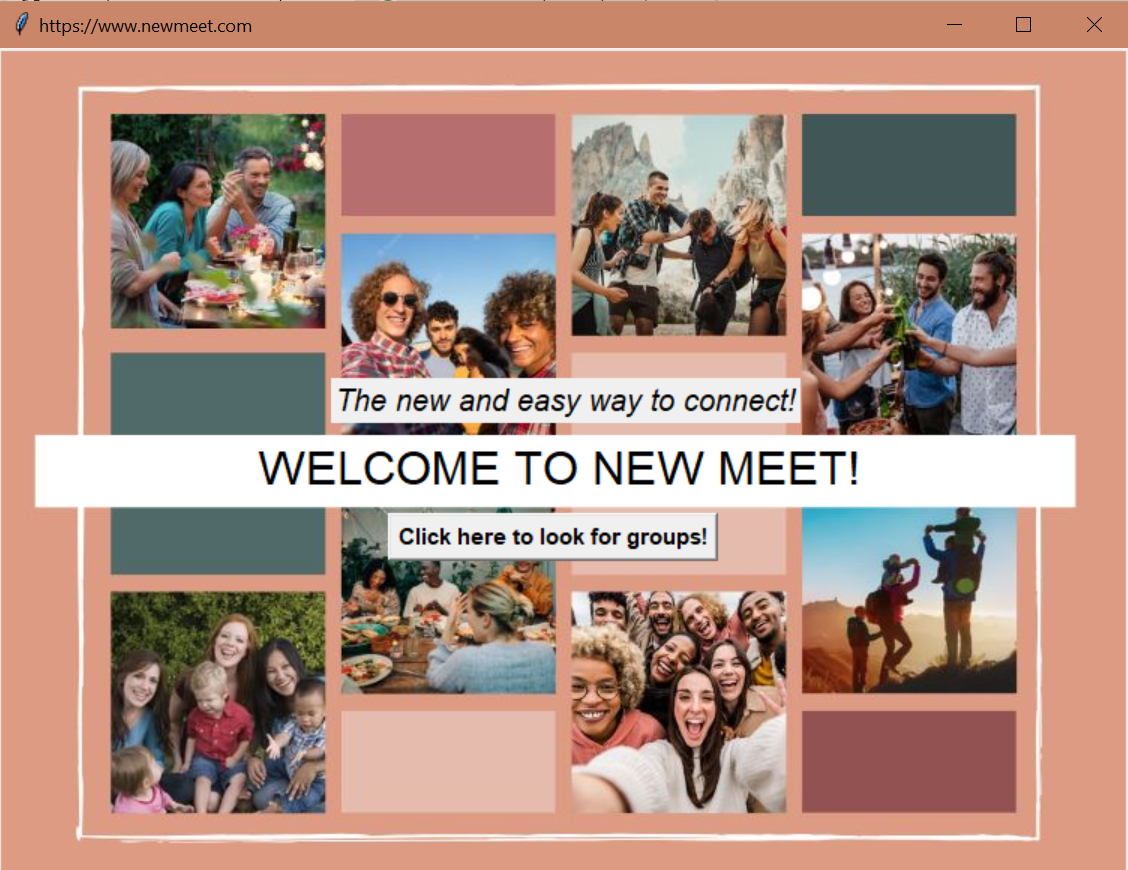 https://www.newmeet.com
The new and easy way to connect!
WELCOME TO NEW MEET!
Click here to look for groups!